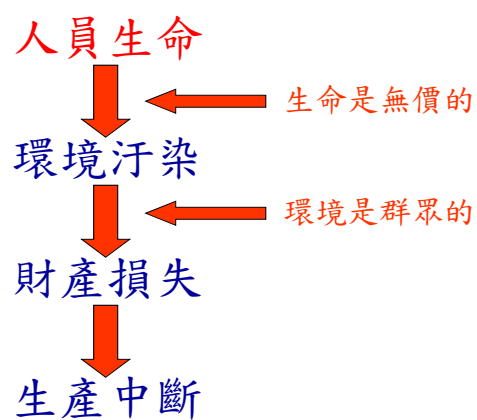 人員生命
生命是無價的
環境汙染
環境是群眾的
財產損失
生產中斷